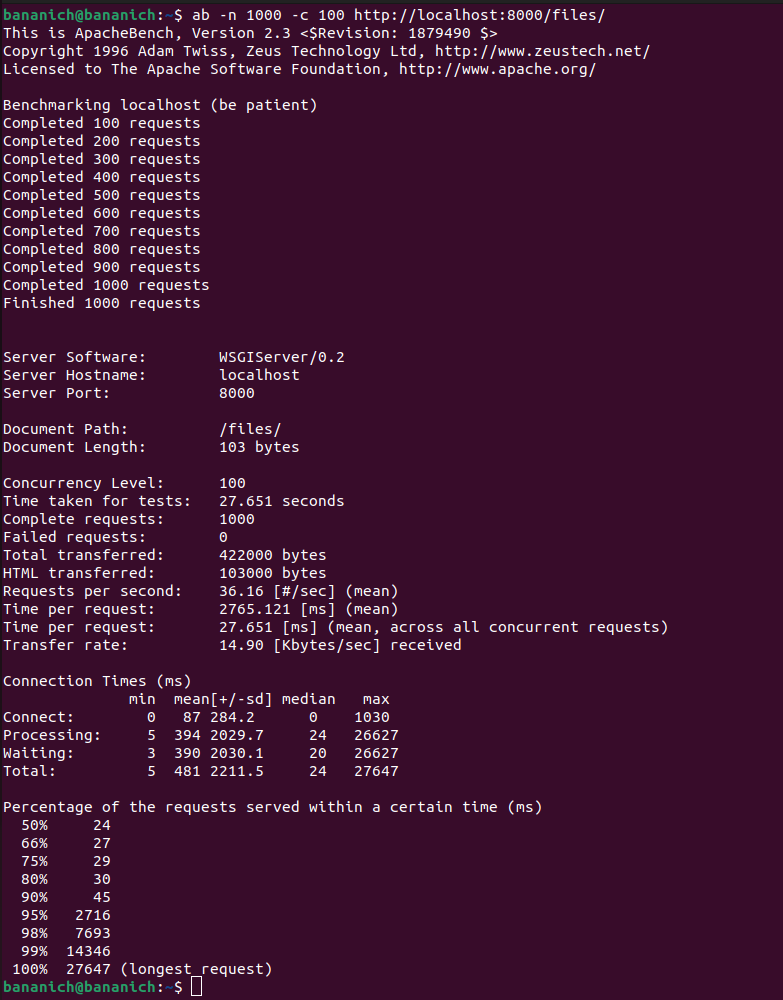 bananich@bananich:~$ ab -n 1000 -c 100 http://localhost:8000/files/
This is ApacheBench, Version 2.3 <$Revision: 1879490 $>
Copyright 1996 Adam Twiss, Zeus Technology Ltd, http://www.zeustech.net/
Licensed to The Apache Software Foundation, http://www.apache.org/

Benchmarking localhost (be patient)
Completed 100 requests
Completed 200 requests
Completed 300 requests
Completed 400 requests
Completed 500 requests
Completed 600 requests
Completed 700 requests
Completed 800 requests
Completed 900 requests
Completed 1000 requests
Finished 1000 requests


Server Software:        WSGIServer/0.2
Server Hostname:        localhost
Server Port:            8000

Document Path:          /files/
Document Length:        103 bytes

Concurrency Level:      100
Time taken for tests:   27.651 seconds
Complete requests:      1000
Failed requests:        0
Total transferred:      422000 bytes
HTML transferred:       103000 bytes
Requests per second:    36.16 [#/sec] (mean)
Time per request:       2765.121 [ms] (mean)
Time per request:       27.651 [ms] (mean, across all concurrent requests)
Transfer rate:          14.90 [Kbytes/sec] received

Connection Times (ms)
              min  mean[+/-sd] median   max
Connect:        0   87 284.2      0    1030
Processing:     5  394 2029.7    24   26627
Waiting:        3  390 2030.1    20   26627
Total:          5  481 2211.5    24   27647

Percentage of the requests served within a certain time (ms)
  50%     24
  66%     27
  75%     29
  80%     30
  90%     45
  95%   2716
  98%   7693
  99%  14346
 100%  27647 (longest request)
bananich@bananich:~$